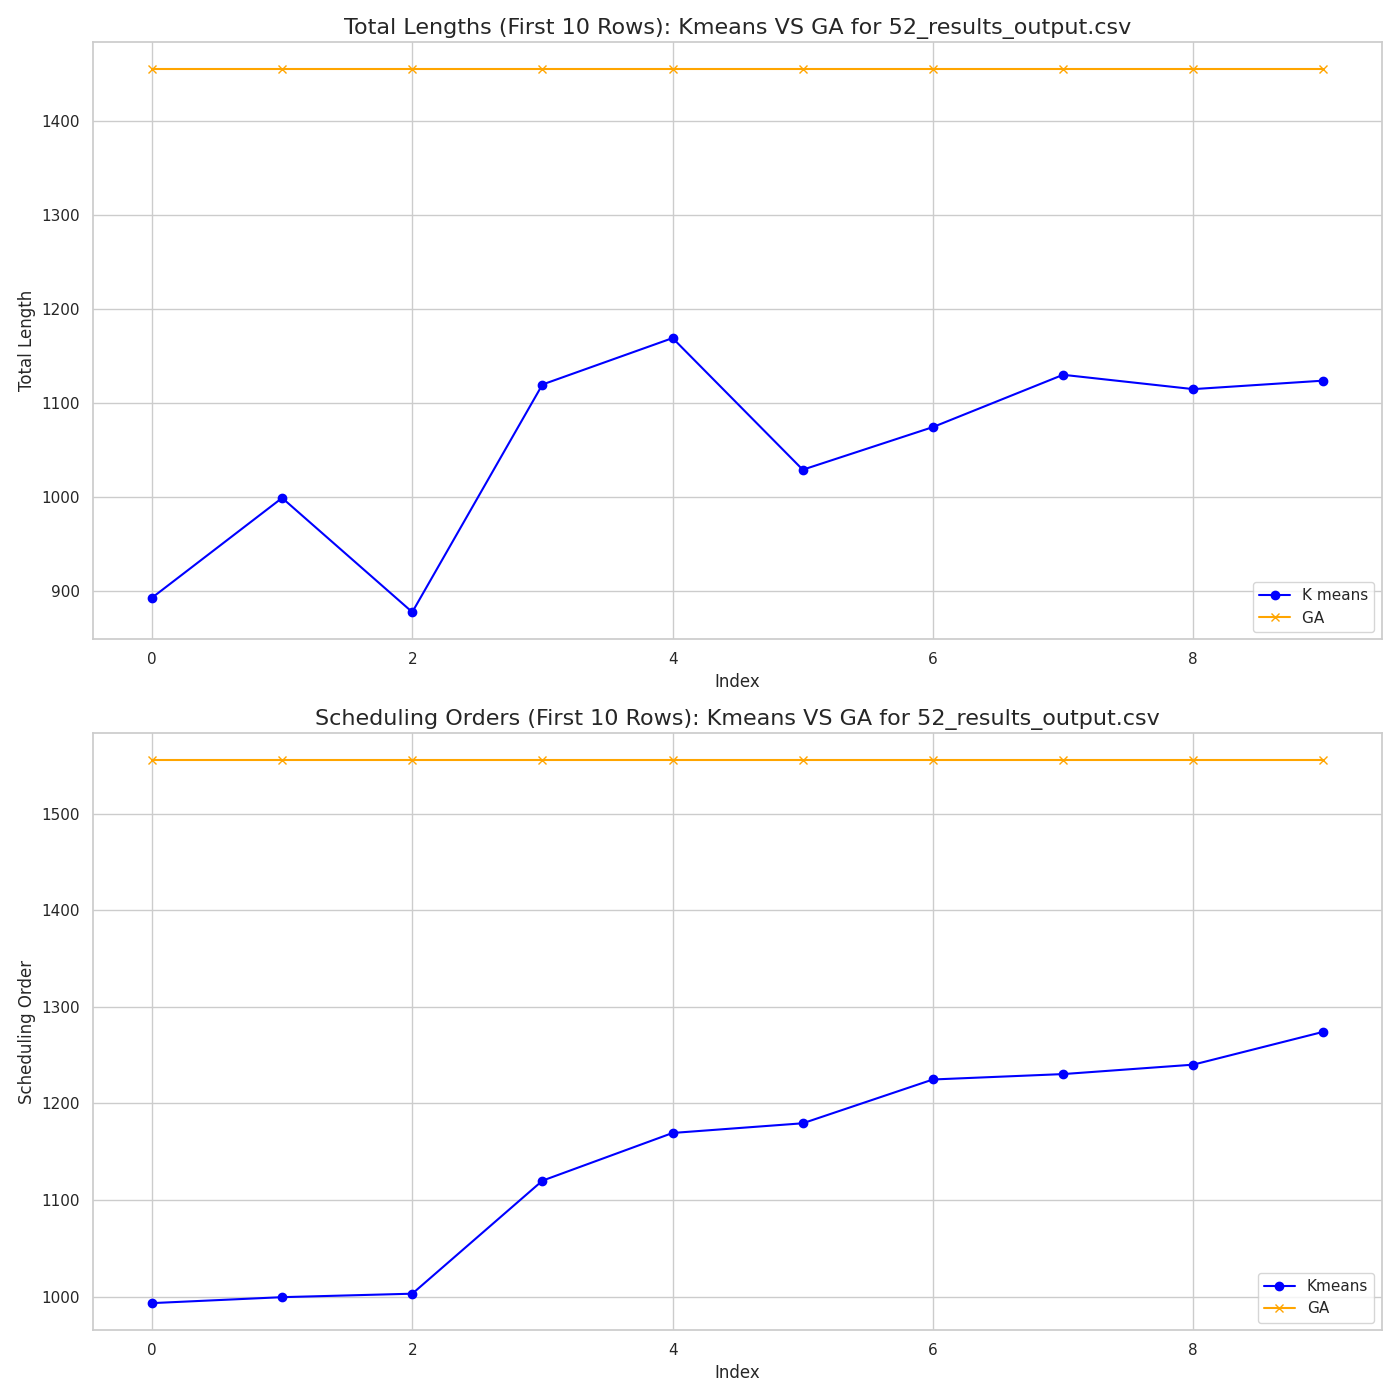 Total Lengths (First 10 Rows): Kmeans VS GA for 52_results_output.csv
Total Length
1400
1300
1200
1100
1000
900
K means
GA
0 2 4 6 8
Index
Scheduling Orders (First 10 Rows): Kmeans VS GA for 52_results_output.csv
Scheduling Order
1500
1400
1300
1200
1100
1000
Kmeans
GA
0 2 4 6 8
Index